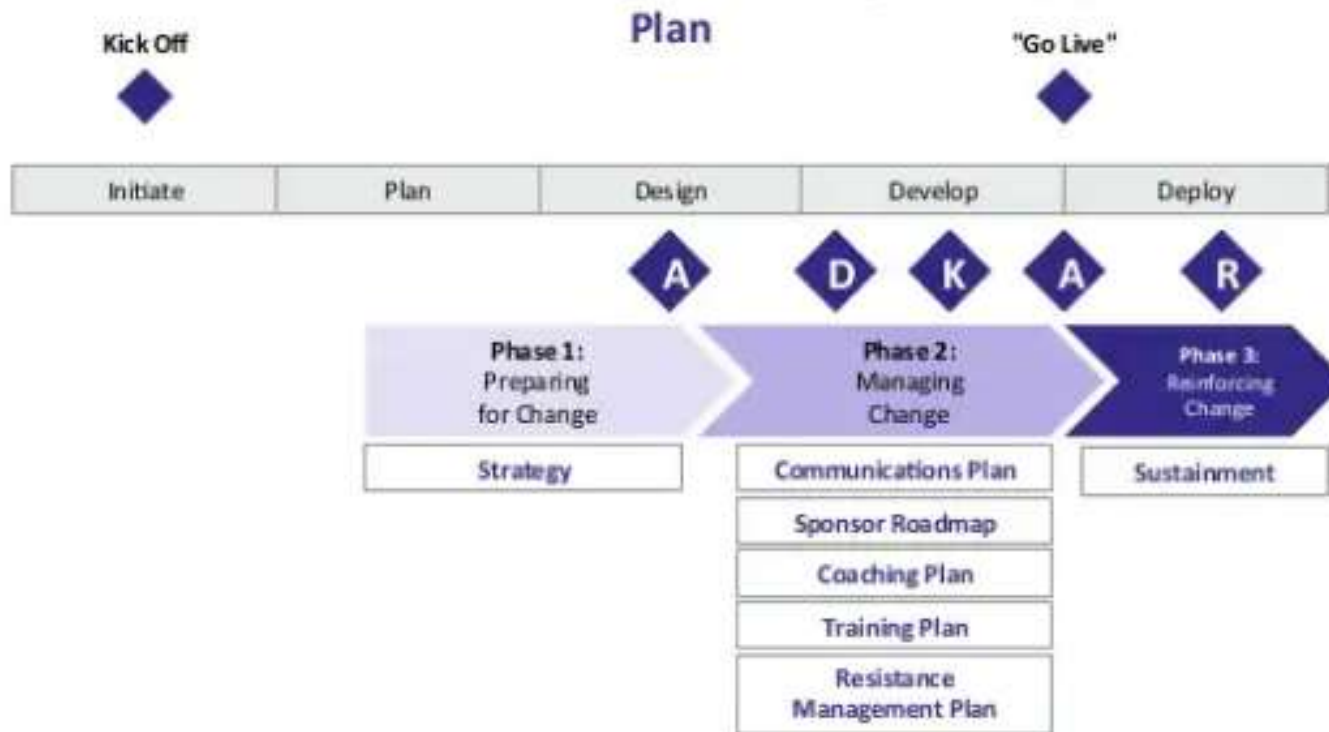 Plan
Kick Off
"Go Live"
Initiate
Plan
Design
Develop
Deploy
A
D
K
A
R
Phase 1:
Preparing
for Change
Phase 2:
Managing
Change
Phase 3:
Reinforcing
Change
Strategy
Communications Plan
Sustainment
Sponsor Roadmap
Coaching Plan
Training Plan
Resistance
Management Plan